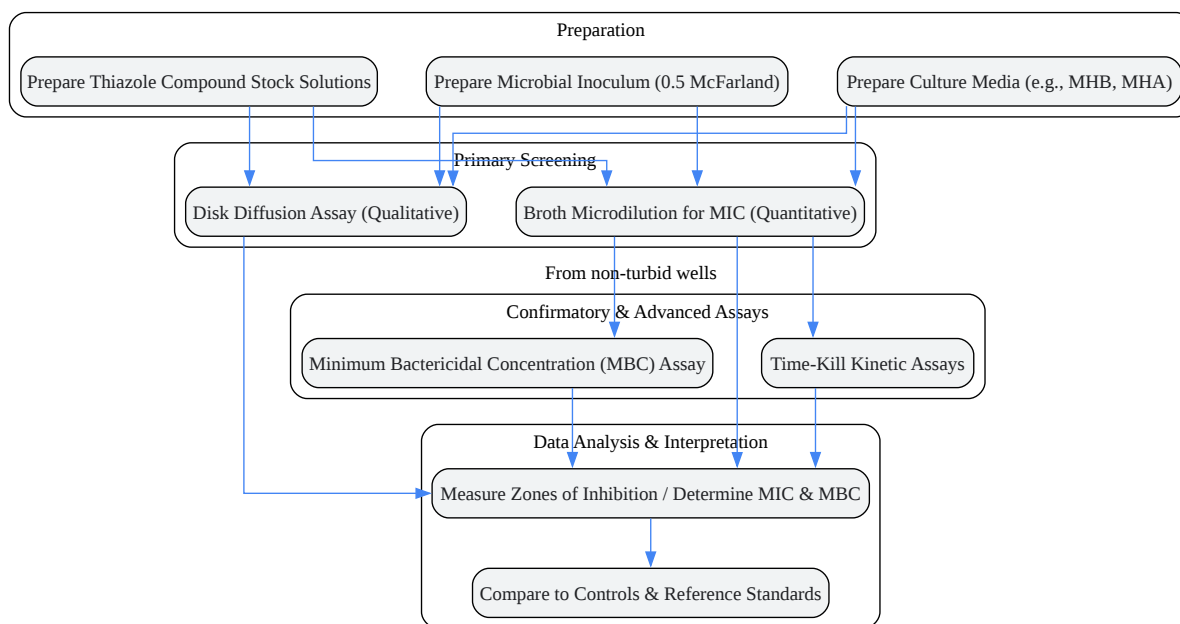 Preparation
Prepare Thiazole Compound Stock Solutions
Prepare Microbial Inoculum (0.5 McFarland)
Prepare Culture Media (e.g., MHB, MHA)
Primary Screening
Disk Diffusion Assay (Qualitative)
Broth Microdilution for MIC (Quantitative)
From non-turbid wells
Confirmatory & Advanced Assays
Minimum Bactericidal Concentration (MBC) Assay
Time-Kill Kinetic Assays
Data Analysis & Interpretation
Measure Zones of Inhibition / Determine MIC & MBC
Compare to Controls & Reference Standards